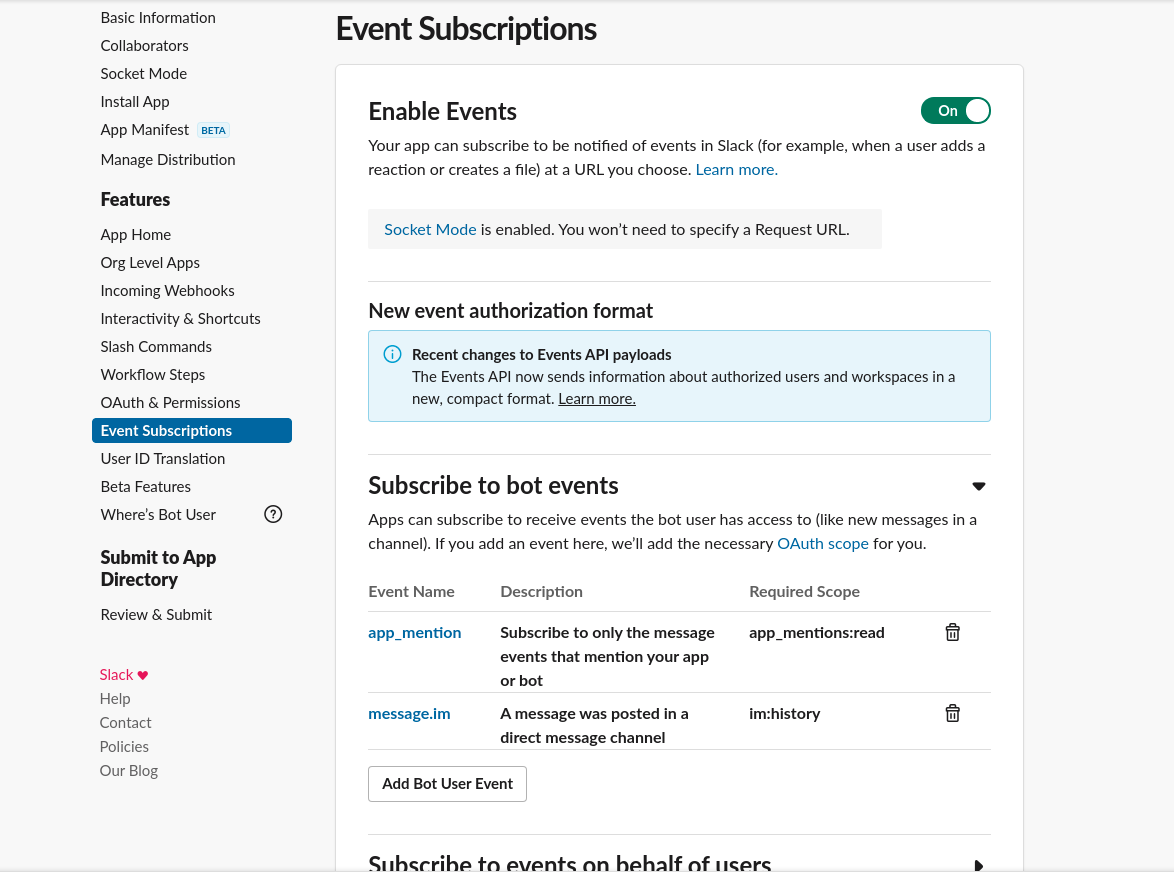 Basic Information
Collaborators
Socket Mode
Install App
App Manifest BETA
Manage Distribution
Features
App Home
Org Level Apps
Incoming Webhooks
Interactivity & Shortcuts
Slash Commands
Workflow Steps
OAuth & Permissions
Event Subscriptions
User ID Translation
Beta Features
Where’s Bot User ?
Submit to App
Directory
Review & Submit
Slack ♥
Help
Contact
Policies
Our Blog
Event Subscriptions
Enable Events
On
Your app can subscribe to be notified of events in Slack (for example, when a user adds a
reaction or creates a file) at a URL you choose. Learn more.
Socket Mode is enabled. You won’t need to specify a Request URL.
New event authorization format
Recent changes to Events API payloads
The Events API now sends information about authorized users and workspaces in a
new, compact format. Learn more.
Subscribe to bot events
Apps can subscribe to receive events the bot user has access to (like new messages in a
channel). If you add an event here, we’ll add the necessary OAuth scope for you.
Event Name Description Required Scope
app_mention Subscribe to only the message app_mentions:read
events that mention your app
or bot
message.im A message was posted in a im:history
direct message channel
Add Bot User Event
Subscribe to events on behalf of users